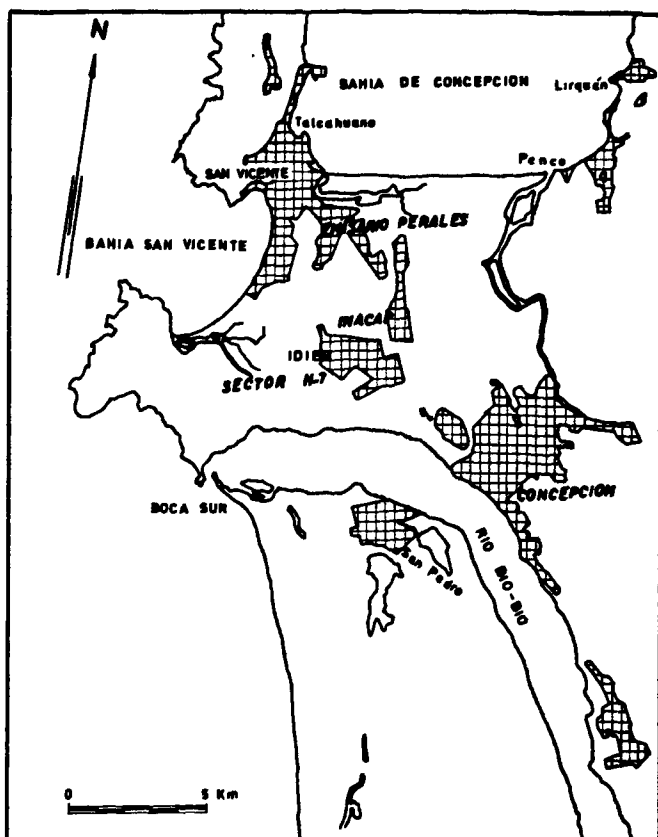 N
BAHIA DE CONCEPCION
Lirquén
Talcahuano
Penco
SAN VICENTE
PERALES
BAHIA SAN VICENTE
INACAP
SECTOR H-7
CONCEPCION
BOCA SUR
RIO BIO-BIO
San Pedro
0 5 Km